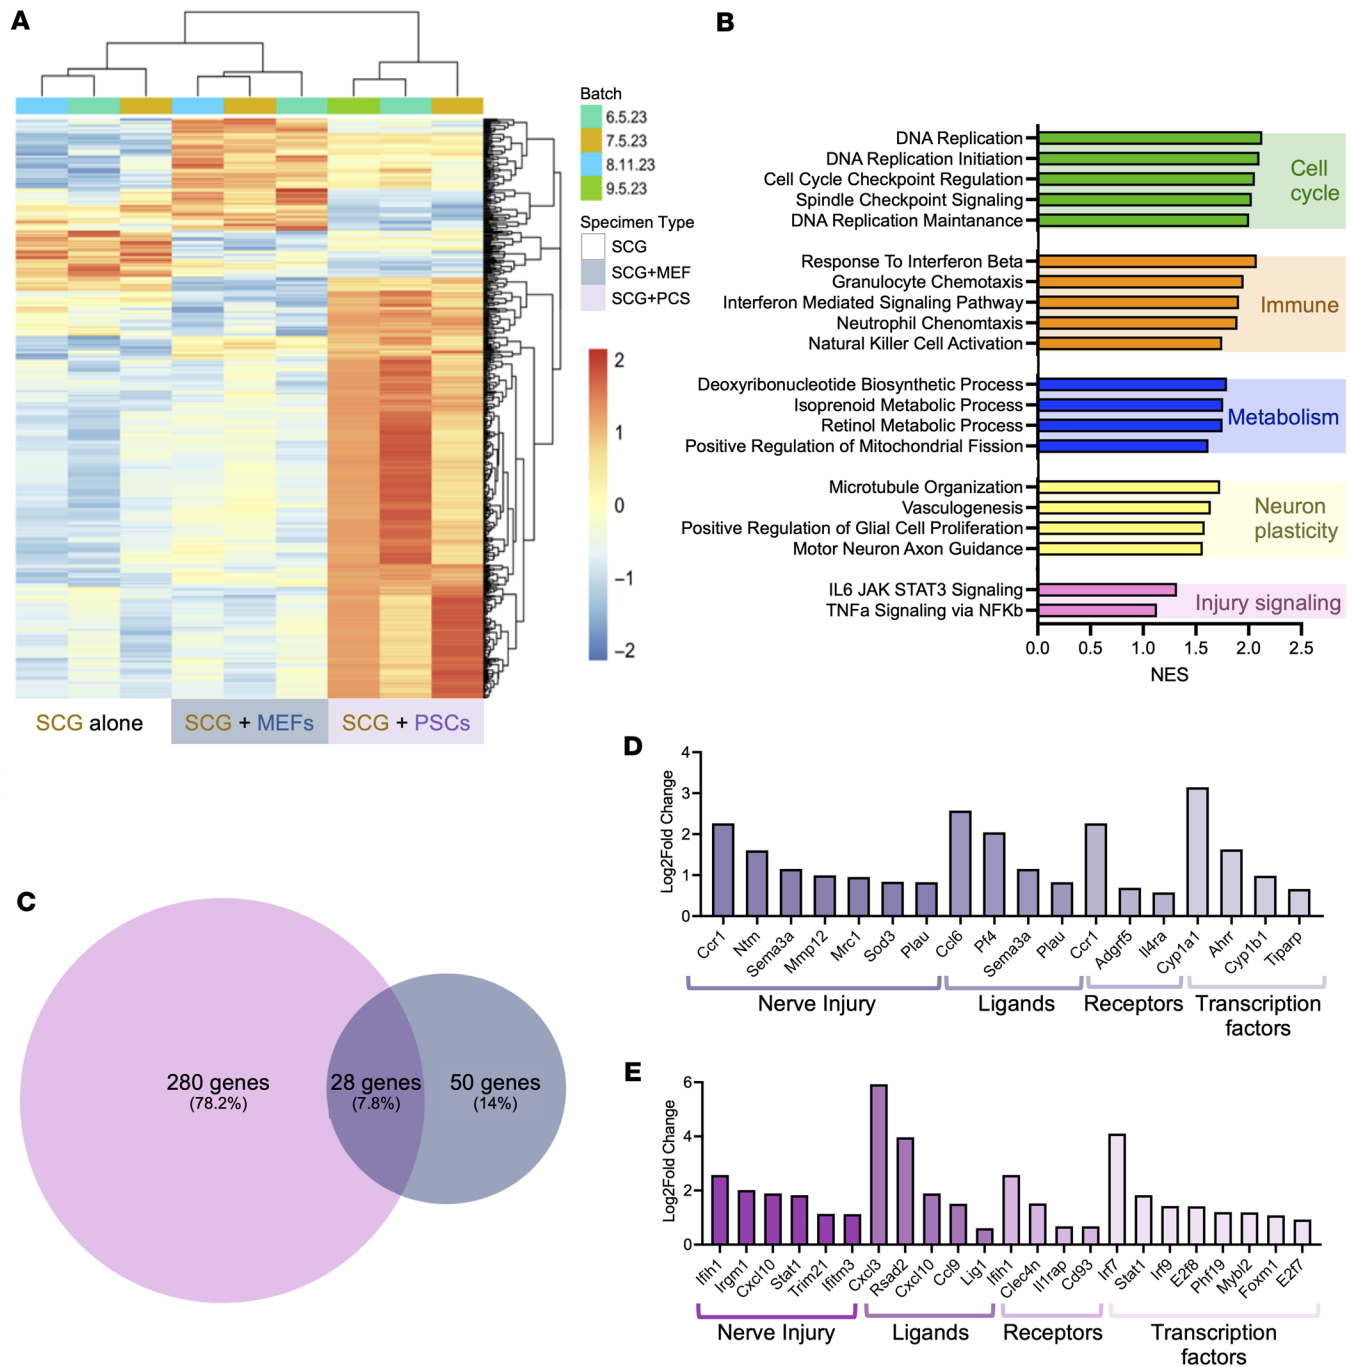 A
Batch
6.5.23
7.5.23
8.11.23
9.5.23
Specimen Type
SCG
SCG+MEF
SCG+PCS
2
1
0
−1
−2
SCG alone
SCG + MEFs
SCG + PSCs
B
DNA Replication
DNA Replication Initiation
Cell Cycle Checkpoint Regulation
Spindle Checkpoint Signaling
DNA Replication Maintanance
Cell
cycle
Response To Interferon Beta
Granulocyte Chemotaxis
Interferon Mediated Signaling Pathway
Neutrophil Chenomtaxis
Natural Killer Cell Activation
Immune
Deoxyribonucleotide Biosynthetic Process
Isoprenoid Metabolic Process
Retinol Metabolic Process
Positive Regulation of Mitochondrial Fission
Metabolism
Microtubule Organization
Vasculogenesis
Positive Regulation of Glial Cell Proliferation
Motor Neuron Axon Guidance
Neuron
plasticity
IL6 JAK STAT3 Signaling
TNFa Signaling via NFKb
Injury signaling
0.0 0.5 1.0 1.5 2.0 2.5
NES
C
280 genes
(78.2%)
28 genes
(7.8%)
50 genes
(14%)
D
Log2Fold Change
4
3
2
1
0
Ccr1 Ntm Sema3a Mmp12 Mrc1 Sod3 Plau Ccl6 Pf4 Sema3a Plau Ccr1 Adgrf5 Il4ra Cyp1a1 Ahrr Cyp1b1 Tiparp
Nerve Injury Ligands Receptors Transcription
factors
E
Log2Fold Change
6
4
2
0
Ifih1 Irgm1 Cxcl10 Stat1 Trim21 Ifitm3 Cxcl3 Rsad2 Cxcl10 Ccl9 Lig1 Ifih1 Clec4n Il1rap Cd93 Irf7 Stat1 Irf9 E2f8 Phf19 Mybl2 Foxm1 E2f7
Nerve Injury Ligands Receptors Transcription
factors